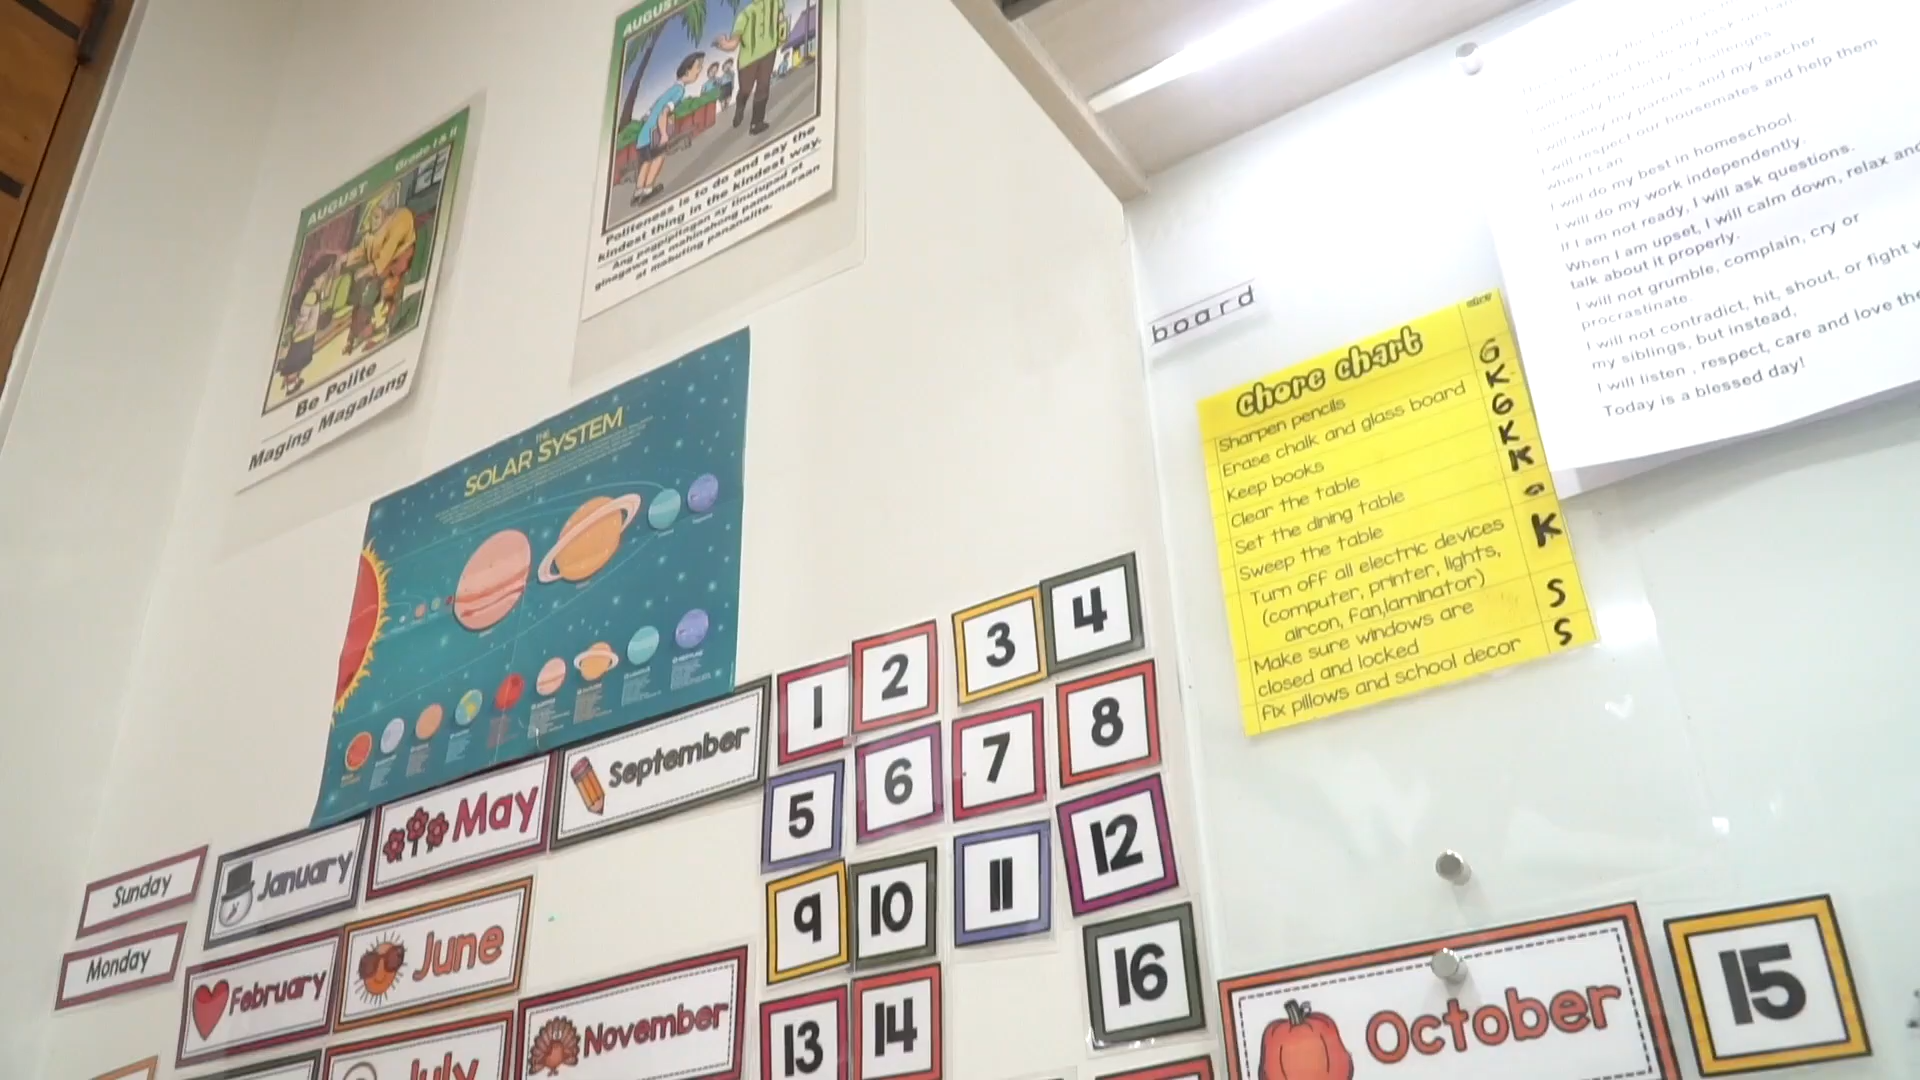 AUGUST Grade I & II
Be Polite
Maging Magalang
AUGUST
Politeness is to do and say the
kindest thing in the kindest way.
Ang pagpipitagan ay tinutupad at
ginagawa sa mahinahong pamamaraan
at mabuting pananalita.
THE
SOLAR SYSTEM
Sunday
Monday
January
February
May
June
July
September
November
1
2
3
4
5
6
7
8
9
10
11
12
13
14
16
board
chore chart
Sharpen pencils G
Erase chalk and glass board K
Keep books G
Clear the table K
Set the dining table K
Sweep the table
Turn off all electric devices K
(computer, printer, lights,
aircon, fan,laminator)
Make sure windows are S
closed and locked
Fix pillows and school decor S
I will obey my parents and my teacher
I will respect our housemates and help them
when I can
I will do my best in homeschool.
I will do my work independently.
If I am not ready, I will ask questions.
When I am upset, I will calm down, relax and
talk about it properly.
I will not grumble, complain, cry or
procrastinate.
I will not contradict, hit, shout, or fight
my siblings, but instead,
I will listen , respect, care and love
Today is a blessed day!
October
15